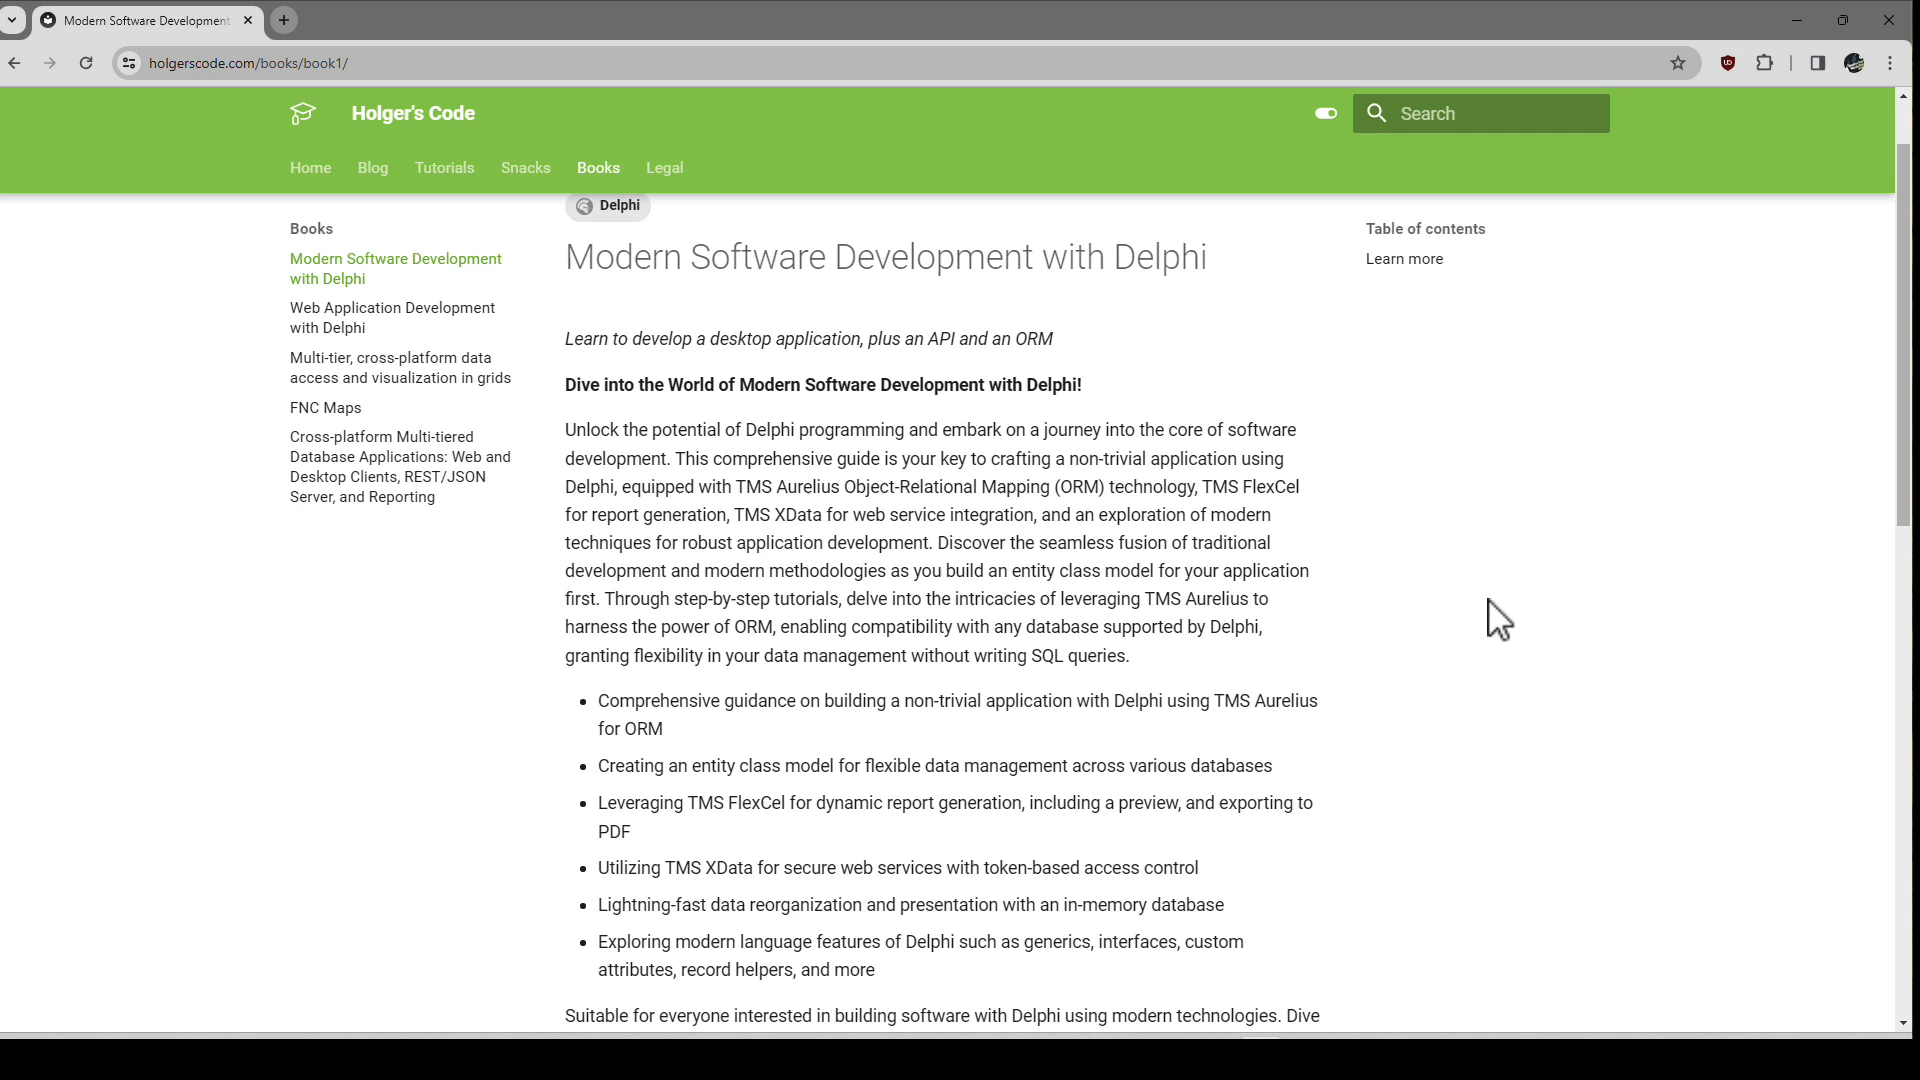 Modern Software Development
holgerscode.com/books/book1/
Holger's Code
Search
Home Blog Tutorials Snacks Books Legal
Books
Modern Software Development
with Delphi
Web Application Development
with Delphi
Multi-tier, cross-platform data
access and visualization in grids
FNC Maps
Cross-platform Multi-tiered
Database Applications: Web and
Desktop Clients, REST/JSON
Server, and Reporting
Delphi
Modern Software Development with Delphi
Learn to develop a desktop application, plus an API and an ORM
Dive into the World of Modern Software Development with Delphi!
Unlock the potential of Delphi programming and embark on a journey into the core of software
development. This comprehensive guide is your key to crafting a non-trivial application using
Delphi, equipped with TMS Aurelius Object-Relational Mapping (ORM) technology, TMS FlexCel
for report generation, TMS XData for web service integration, and an exploration of modern
techniques for robust application development. Discover the seamless fusion of traditional
development and modern methodologies as you build an entity class model for your application
first. Through step-by-step tutorials, delve into the intricacies of leveraging TMS Aurelius to
harness the power of ORM, enabling compatibility with any database supported by Delphi,
granting flexibility in your data management without writing SQL queries.
• Comprehensive guidance on building a non-trivial application with Delphi using TMS Aurelius
for ORM
• Creating an entity class model for flexible data management across various databases
• Leveraging TMS FlexCel for dynamic report generation, including a preview, and exporting to
PDF
• Utilizing TMS XData for secure web services with token-based access control
• Lightning-fast data reorganization and presentation with an in-memory database
• Exploring modern language features of Delphi such as generics, interfaces, custom
attributes, record helpers, and more
Suitable for everyone interested in building software with Delphi using modern technologies. Dive
Table of contents
Learn more